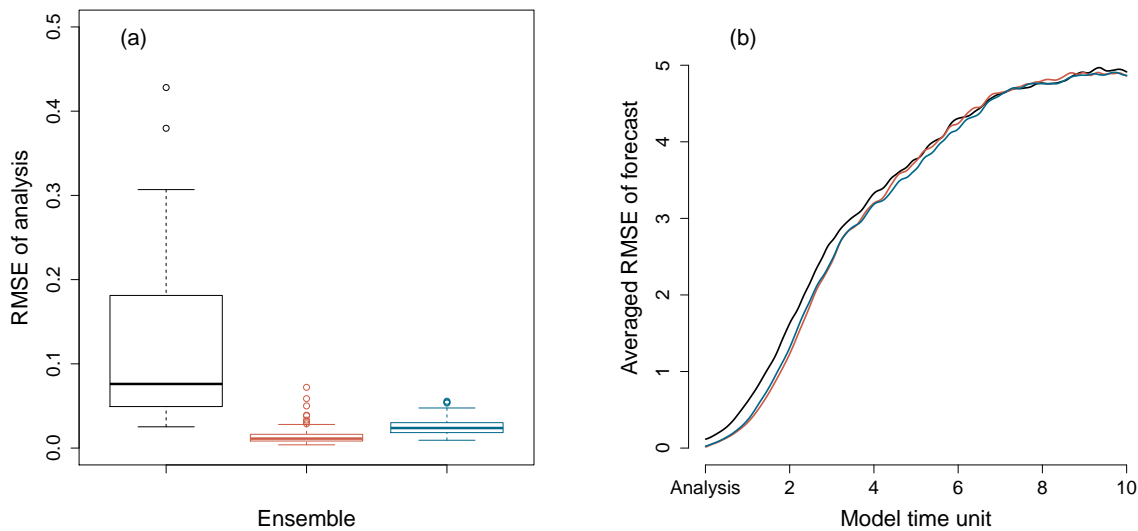 (a)
RMSE of analysis
0.5
0.4
0.3
0.2
0.1
0.0
Ensemble
(b)
Averaged RMSE of forecast
5
4
3
2
1
0
Analysis 2 4 6 8 10
Model time unit